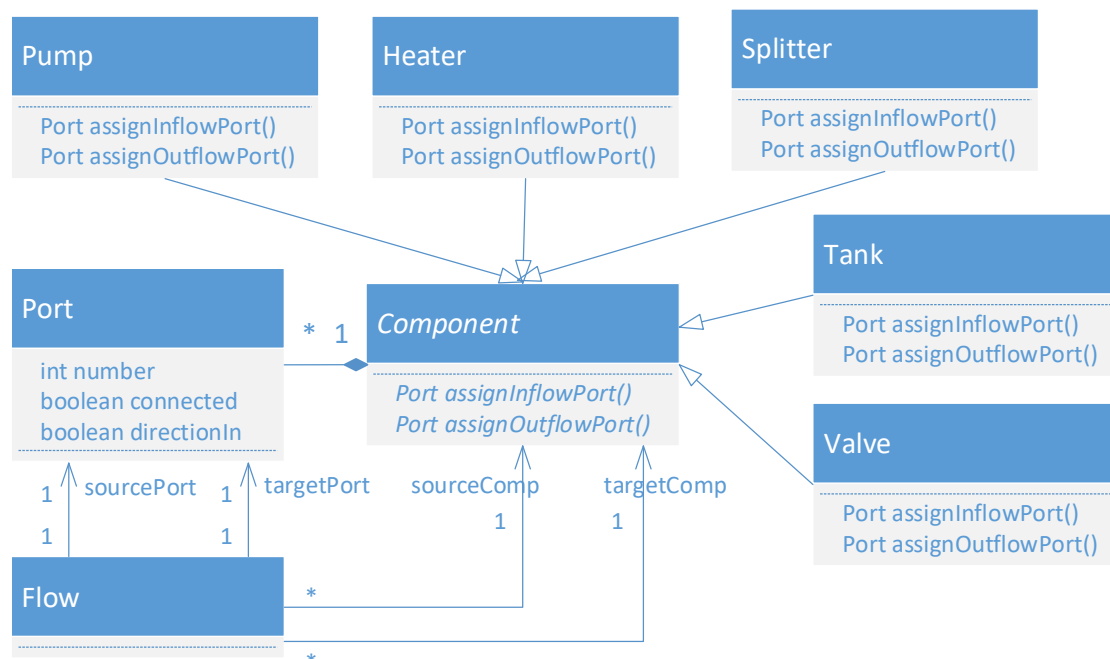 Pump
Port assignInflowPort()
Port assignOutflowPort()
Heater
Port assignInflowPort()
Port assignOutflowPort()
Splitter
Port assignInflowPort()
Port assignOutflowPort()
Tank
Port assignInflowPort()
Port assignOutflowPort()
Port
int number
boolean connected
boolean directionIn
* 1
Component
Port assignInflowPort()
Port assignOutflowPort()
Valve
Port assignInflowPort()
Port assignOutflowPort()
1 sourcePort 1 targetPort
sourceComp targetComp
1 1
1 1
Flow
*
*